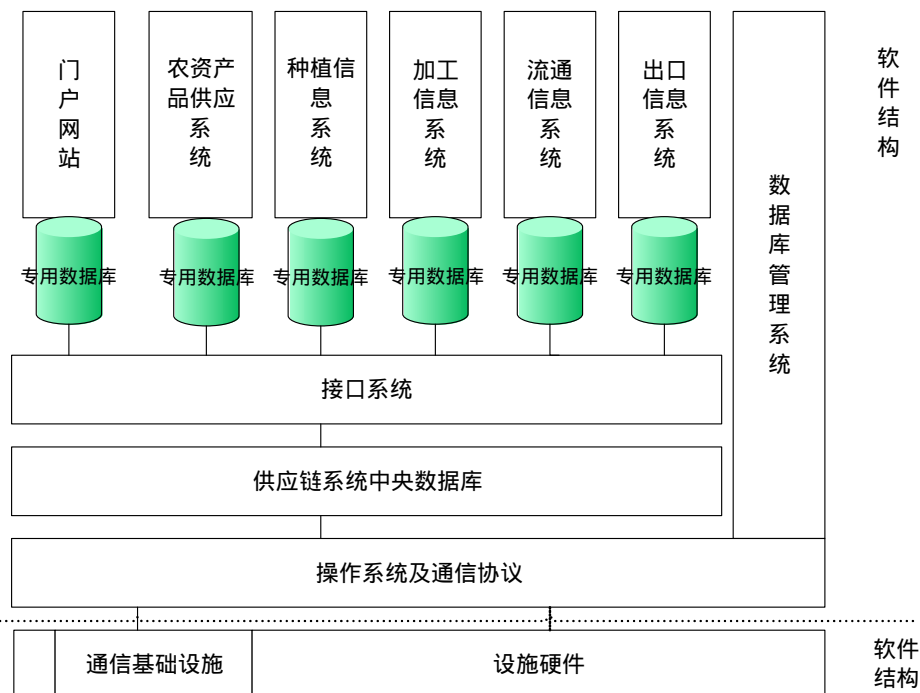 门
户
网
站
农资产
品供应
系
统
种植信
息
系
统
加工
信息
系
统
流通
信息
系
统
出口
信息
系
统
软
件
结
构
数
据
库
管
理
系
统
专用数据库
专用数据库
专用数据库
专用数据库
专用数据库
专用数据库
接口系统
供应链系统中央数据库
操作系统及通信协议
通信基础设施
设施硬件
软件
结构